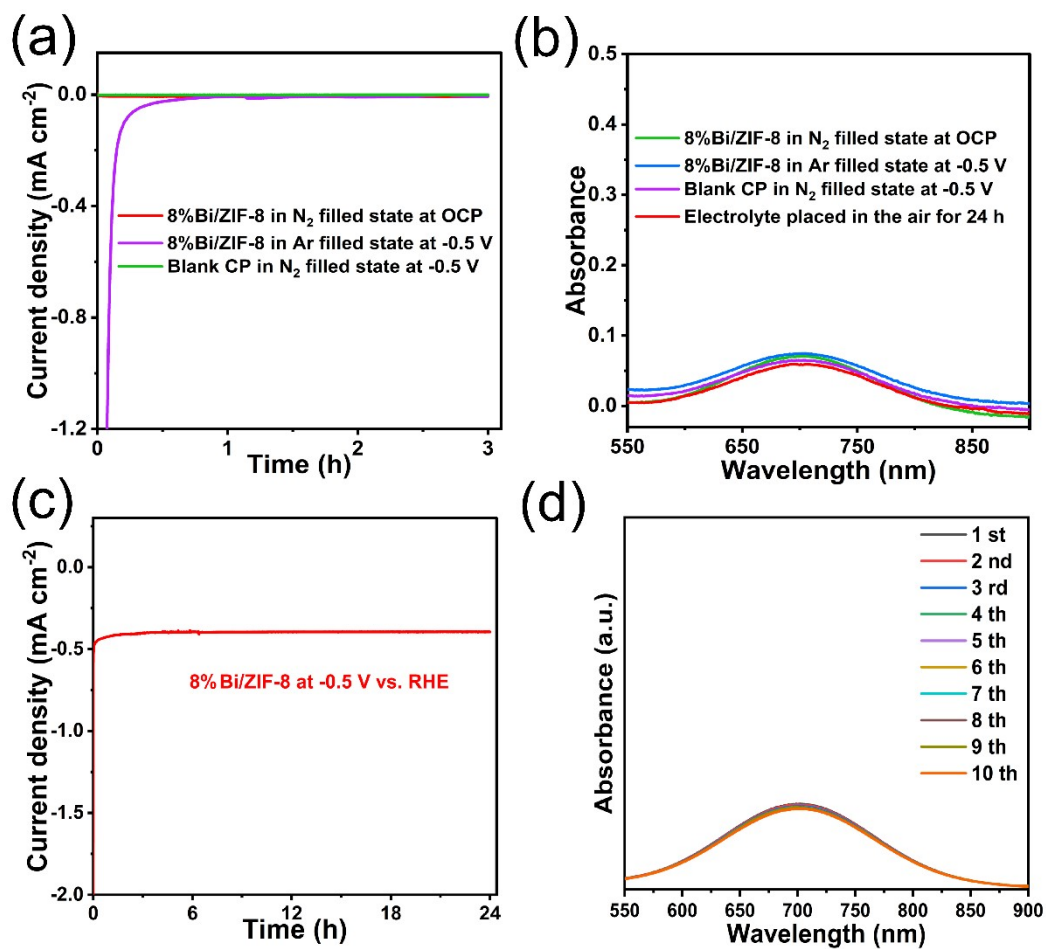 (a)
Current density (mA cm⁻²)
0.0
-0.4
-0.8
-1.2
8%Bi/ZIF-8 in N₂ filled state at OCP
8%Bi/ZIF-8 in Ar filled state at -0.5 V
Blank CP in N₂ filled state at -0.5 V
0
1
2
3
Time (h)
(b)
Absorbance
0.5
0.4
0.3
0.2
0.1
0.0
8%Bi/ZIF-8 in N₂ filled state at OCP
8%Bi/ZIF-8 in Ar filled state at -0.5 V
Blank CP in N₂ filled state at -0.5 V
Electrolyte placed in the air for 24 h
550
650
750
850
Wavelength (nm)
(c)
Current density (mA cm⁻²)
0.0
-0.5
-1.0
-1.5
-2.0
8% Bi/ZIF-8 at -0.5 V vs. RHE
0
6
12
18
24
Time (h)
(d)
Absorbance (a.u.)
1 st
2 nd
3 rd
4 th
5 th
6 th
7 th
8 th
9 th
10 th
550
600
650
700
750
800
850
900
Wavelength (nm)